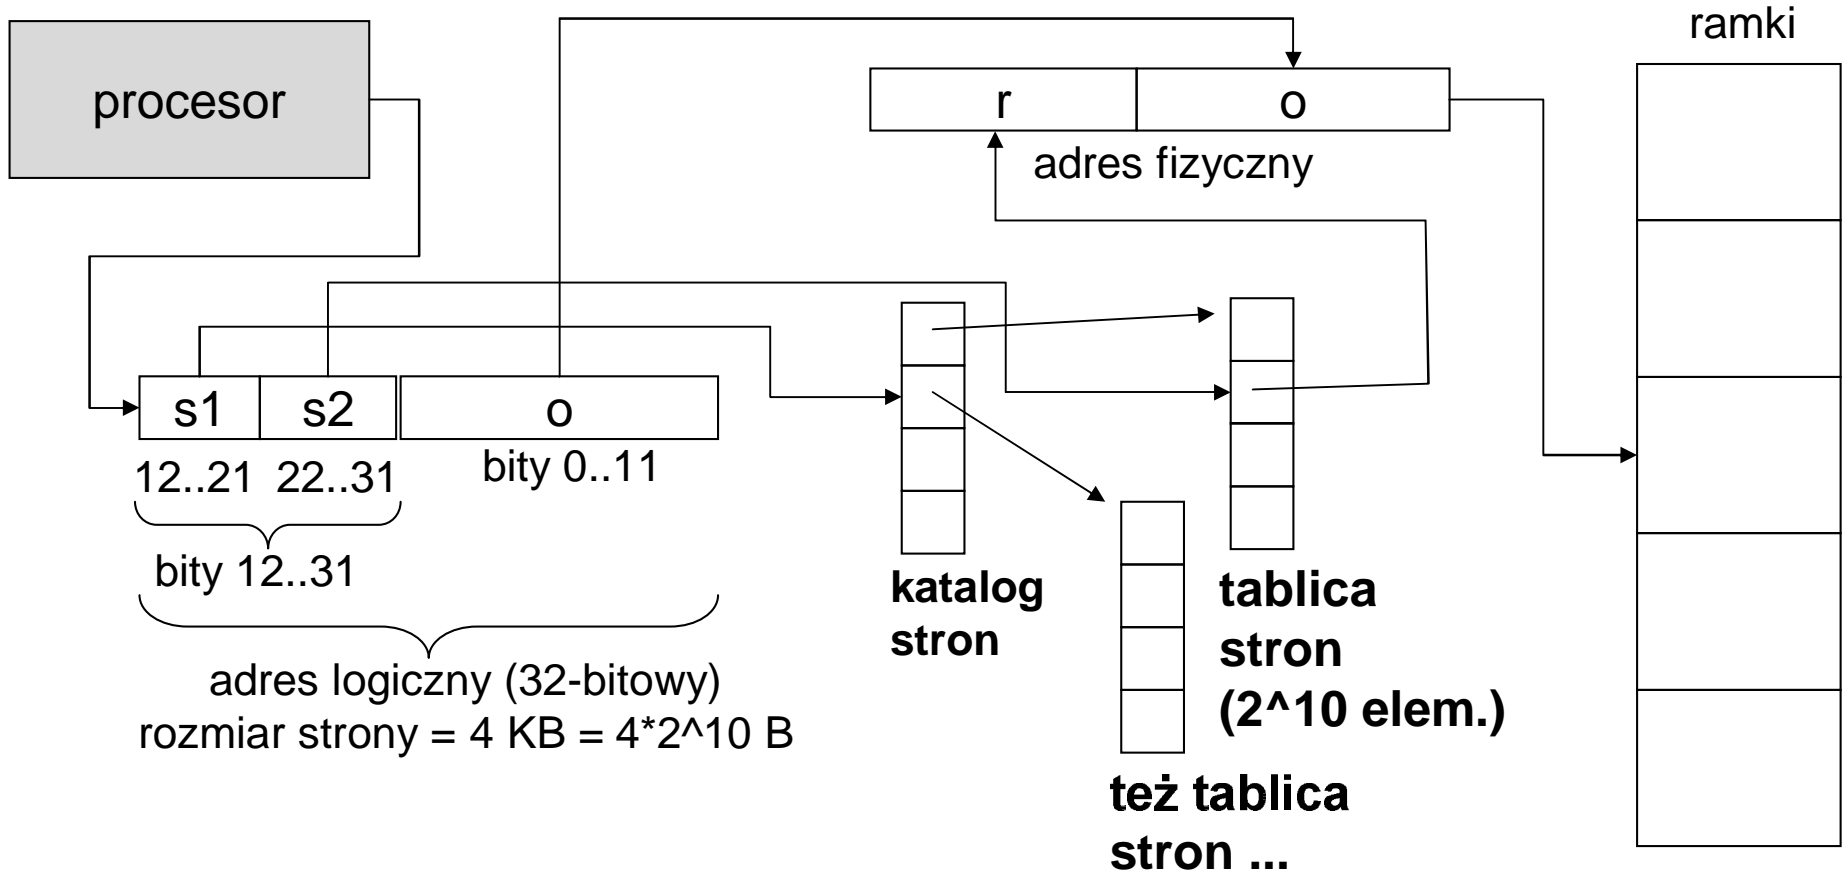 ramki
procesor
r
o
adres fizyczny
s1
s2
o
12..21
22..31
bity 0..11
bity 12..31
adres logiczny (32-bitowy)
rozmiar strony = 4 KB = 4*2^10 B
katalog
stron
tablica
stron
(2^10 elem.)
też tablica
stron ...